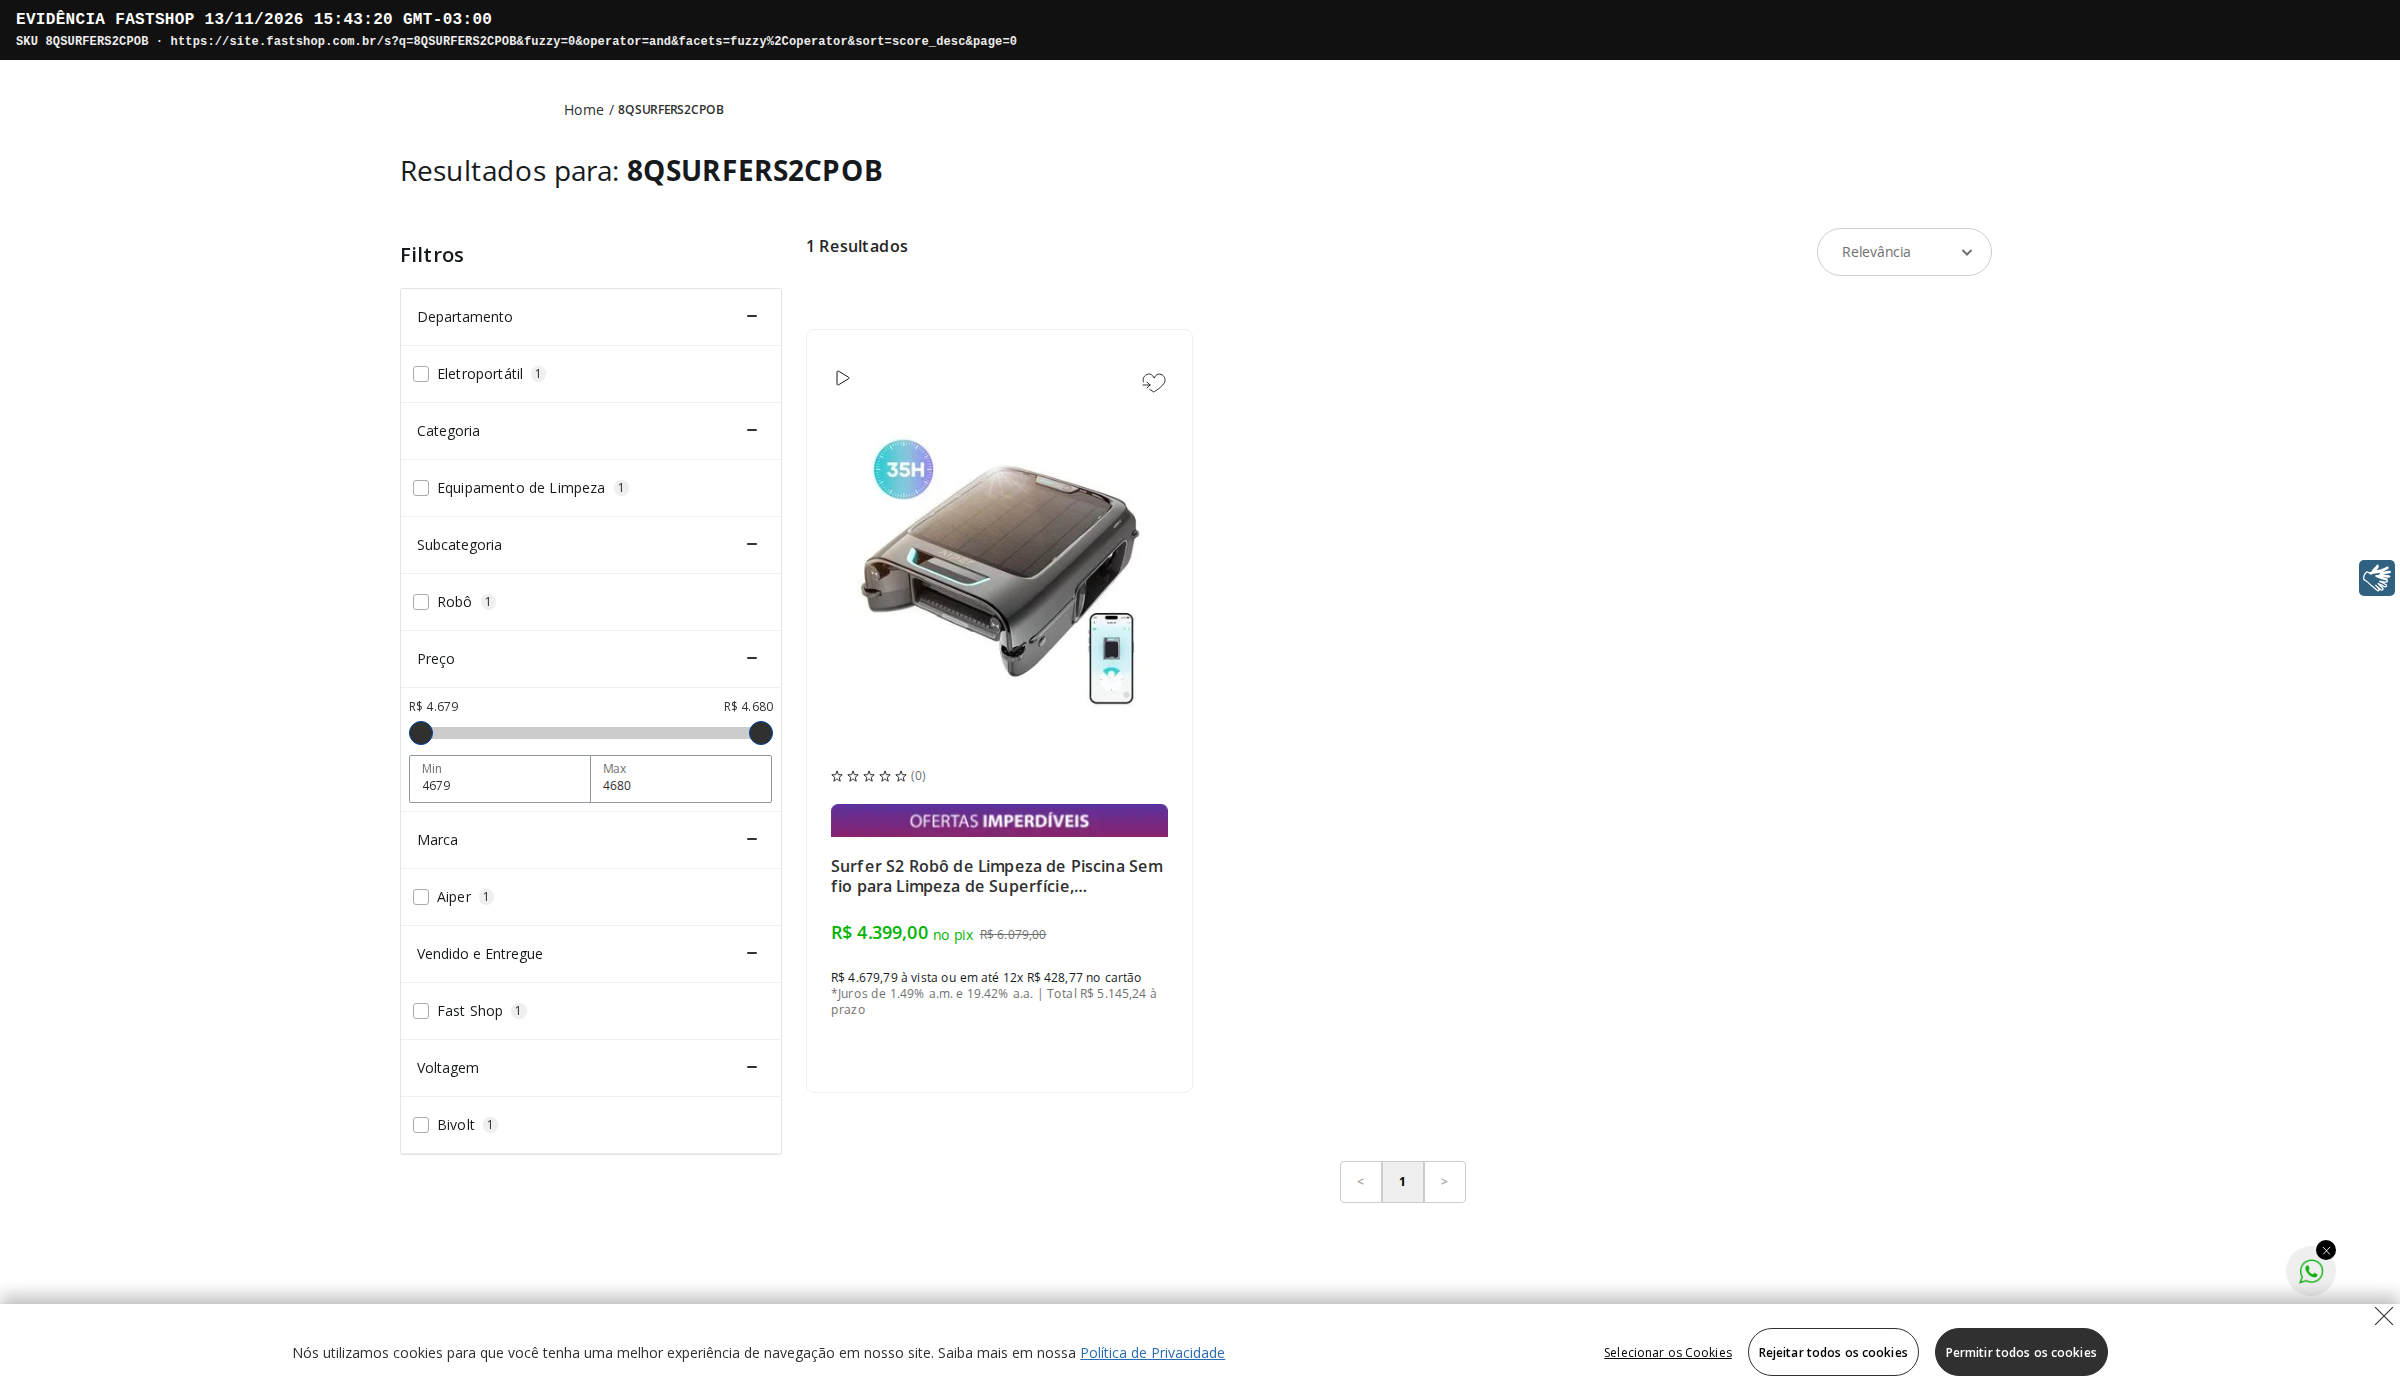 EVIDÊNCIA FASTSHOP 13/11/2026 15:43:20 GMT-03:00
SKU 8QSURFERS2CPOB · https://site.fastshop.com.br/s?q=8QSURFERS2CPOB&fuzzy=0&operator=and&facets=fuzzy%2Coperator&sort=score_desc&page=0
Home / 8QSURFERS2CPOB
Resultados para: 8QSURFERS2CPOB
Filtros
Departamento
Eletroportátil 1
Categoria
Equipamento de Limpeza 1
Subcategoria
Robô 1
Preço
R$ 4.679 R$ 4.680
Min Max
4679 4680
Marca
Aiper 1
Vendido e Entregue
Fast Shop 1
Voltagem
Bivolt 1
1 Resultados
Relevância
35H
(0)
OFERTAS IMPERDÍVEIS
Surfer S2 Robô de Limpeza de Piscina Sem
fio para Limpeza de Superfície,...
R$ 4.399,00 no pix R$ 6.079,00
R$ 4.679,79 à vista ou em até 12x R$ 428,77 no cartão
*Juros de 1.49% a.m. e 19.42% a.a. | Total R$ 5.145,24 à
prazo
< 1 >
Nós utilizamos cookies para que você tenha uma melhor experiência de navegação em nosso site. Saiba mais em nossa Política de Privacidade
Selecionar os Cookies
Rejeitar todos os cookies
Permitir todos os cookies